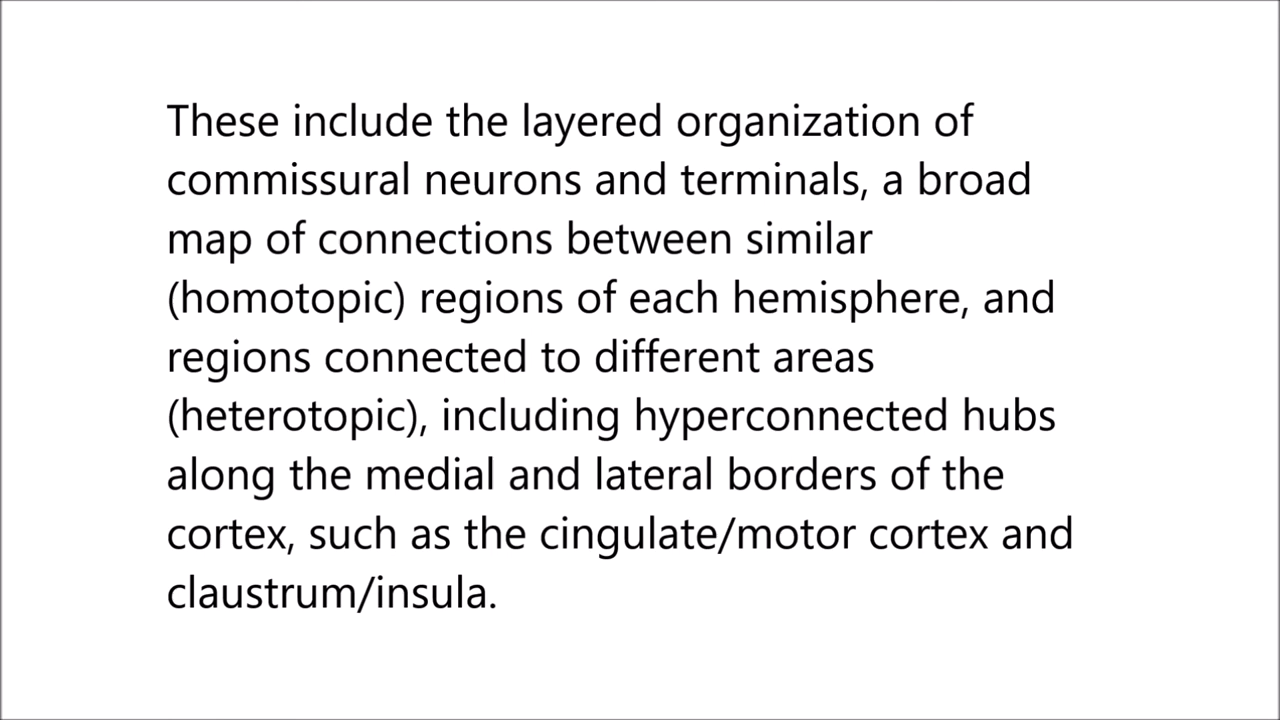 These include the layered organization of
commissural neurons and terminals, a broad
map of connections between similar
(homotopic) regions of each hemisphere, and
regions connected to different areas
(heterotopic), including hyperconnected hubs
along the medial and lateral borders of the
cortex, such as the cingulate/motor cortex and
claustrum/insula.